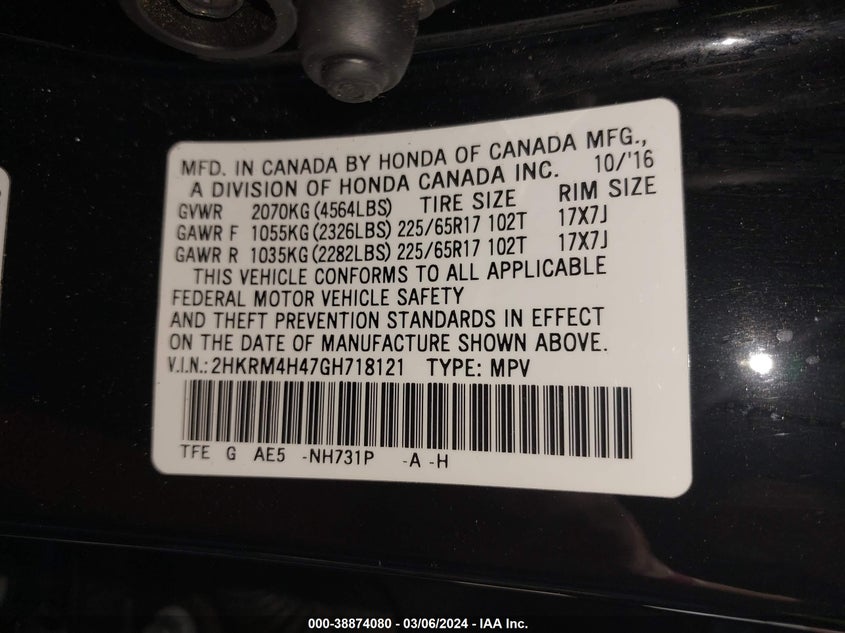 MFD. IN CANADA BY HONDA OF CANADA MFG.,
A DIVISION OF HONDA CANADA INC. 10/'16
GVWR 2070KG (4564LBS) TIRE SIZE RIM SIZE
GAWR F 1055KG (2326LBS) 225/65R17 102T 17X7J
GAWR R 1035KG (2282LBS) 225/65R17 102T 17X7J
THIS VEHICLE CONFORMS TO ALL APPLICABLE
FEDERAL MOTOR VEHICLE SAFETY
AND THEFT PREVENTION STANDARDS IN EFFECT
ON THE DATE OF MANUFACTURE SHOWN ABOVE.
V.I.N.: 2HKRM4H47GH718121 TYPE: MPV
TFE G AE5 -NH731P -A -H
000-38874080 - 03/06/2024 - IAA Inc.